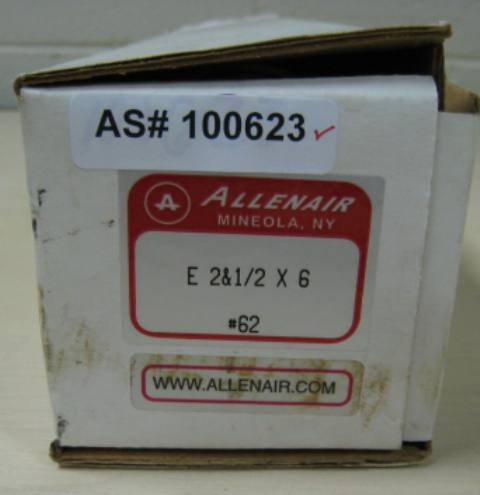 AS# 100623
A ALLENAIR
MINEOLA, NY
E 2&1/2 X 6
#62
WWW.ALLENAIR.COM